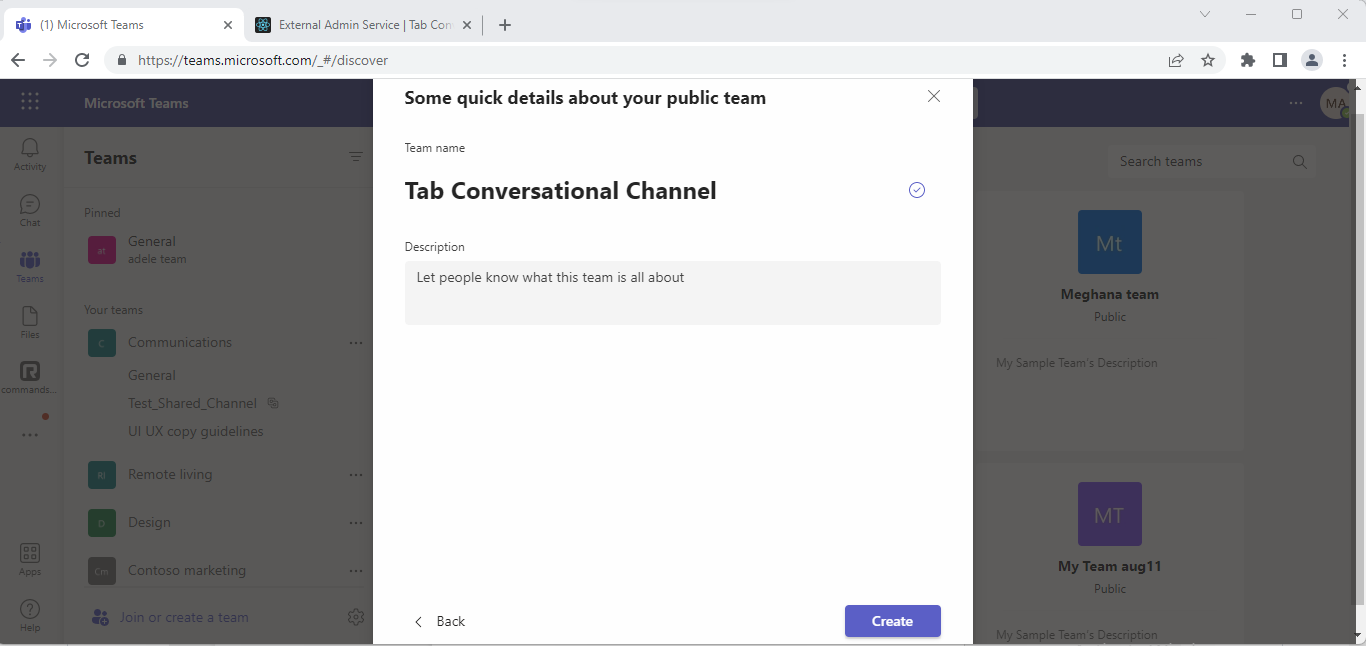 (1) Microsoft Teams
External Admin Service | Tab Con
https://teams.microsoft.com/_#/discover
Microsoft Teams
MA
Activity
Chat
Teams
Files
commands...
Apps
Help
Teams
Pinned
at
General
adele team
Your teams
C
Communications
General
Test_Shared_Channel
UI UX copy guidelines
Rl
Remote living
D
Design
Cm
Contoso marketing
Join or create a team
Some quick details about your public team
Team name
Tab Conversational Channel
Description
Let people know what this team is all about
Back
Create
Search teams
Mt
Meghana team
Public
My Sample Team's Description
MT
My Team aug11
Public
My Sample Team's Description